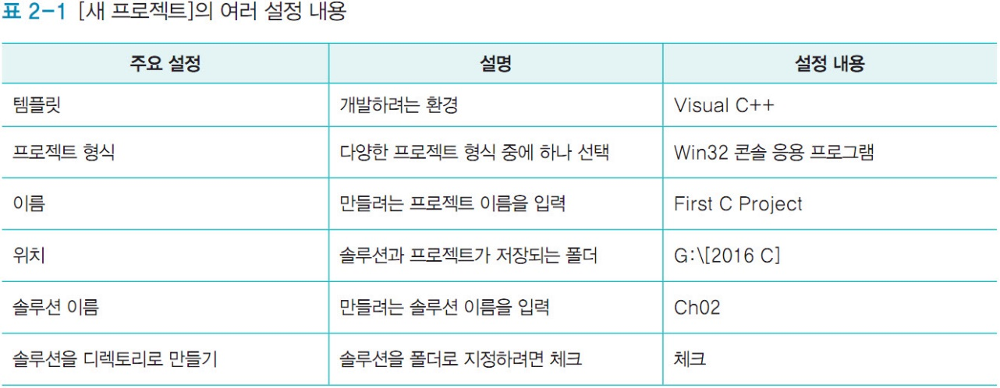 표 2-1 [새 프로젝트]의 여러 설정 내용
주요 설정 설명 설정 내용
템플릿 개발하려는 환경 Visual C++
프로젝트 형식 다양한 프로젝트 형식 중에 하나 선택 Win32 콘솔 응용 프로그램
이름 만들려는 프로젝트 이름을 입력 First C Project
위치 솔루션과 프로젝트가 저장되는 폴더 G:\[2016 C]
솔루션 이름 만들려는 솔루션 이름을 입력 Ch02
솔루션을 디렉토리로 만들기 솔루션을 폴더로 지정하려면 체크 체크